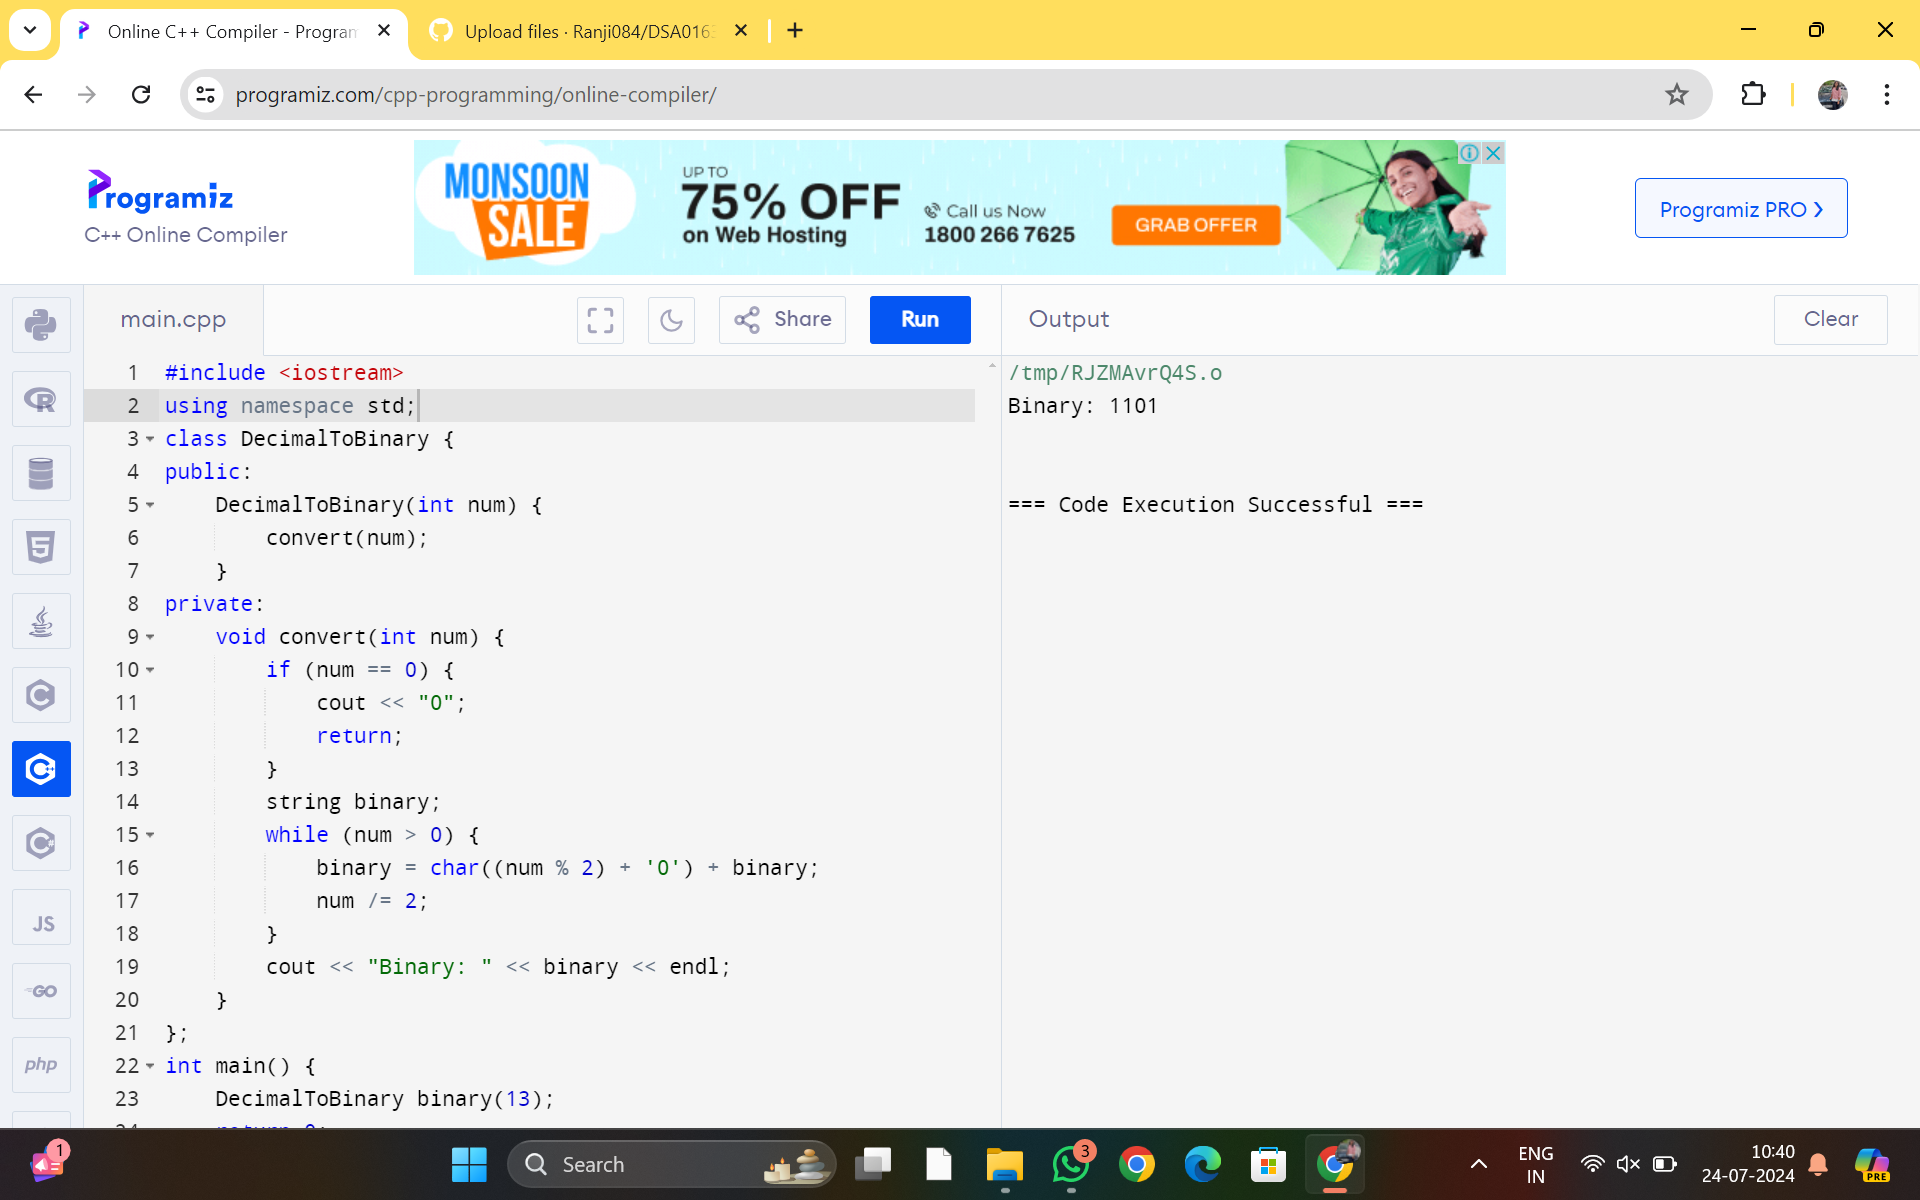 Online C++ Compiler - Program
Upload files · Ranji084/DSA016
programiz.com/cpp-programming/online-compiler/
Programiz
C++ Online Compiler
MONSOON
SALE
UP TO
75% OFF
on Web Hosting
Call us Now
1800 266 7625
GRAB OFFER
Programiz PRO ❯
main.cpp
Share
Run
Output
Clear
1 #include <iostream>
2 using namespace std;
3 class DecimalToBinary {
4 public:
5     DecimalToBinary(int num) {
6         convert(num);
7     }
8 private:
9     void convert(int num) {
10         if (num == 0) {
11             cout << "0";
12             return;
13         }
14         string binary;
15         while (num > 0) {
16             binary = char((num % 2) + '0') + binary;
17             num /= 2;
18         }
19         cout << "Binary: " << binary << endl;
20     }
21 };
22 int main() {
23     DecimalToBinary binary(13);
24     return 0;
/tmp/RJZMAvrQ4S.o
Binary: 1101
=== Code Execution Successful ===
JS
GO
php
1
Search
3
ENG
IN
10:40
24-07-2024
PRE